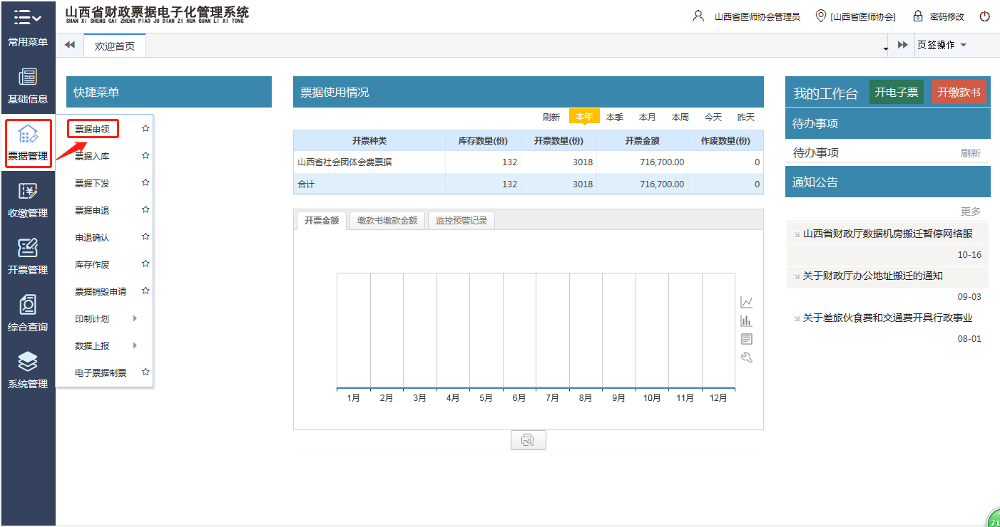 山西省财政票据电子化管理系统
SHAN XI SHENG CAI ZHENG PIAO JU DIAN ZI HUA GUAN LI XI TONG
山西省医师协会管理员
[山西省医师协会]
密码修改
常用菜单
基础信息
票据管理
收缴管理
开票管理
综合查询
系统管理
欢迎首页
页签操作
快捷菜单
票据申领
票据入库
票据下发
票据申退
申退确认
库存作废
票据销毁申请
印制计划
数据上报
电子票据制票
票据使用情况
刷新 本年 本季 本月 本周 今天 昨天
开票种类 库存数量(份) 开票数量(份) 开票金额 作废数量(份)
山西省社会团体会费票据 132 3018 716,700.00 0
合计 132 3018 716,700.00 0
开票金额 缴款书缴款金额 监控预警记录
1月 2月 3月 4月 5月 6月 7月 8月 9月 10月 11月 12月
我的工作台 开电子票 开缴款书
待办事项
待办事项 刷新
通知公告
更多
山西省财政厅数据机房搬迁暂停网络服
10-16
关于财政厅办公地址搬迁的通知
09-03
关于差旅伙食费和交通费开具行政事业
08-01
71